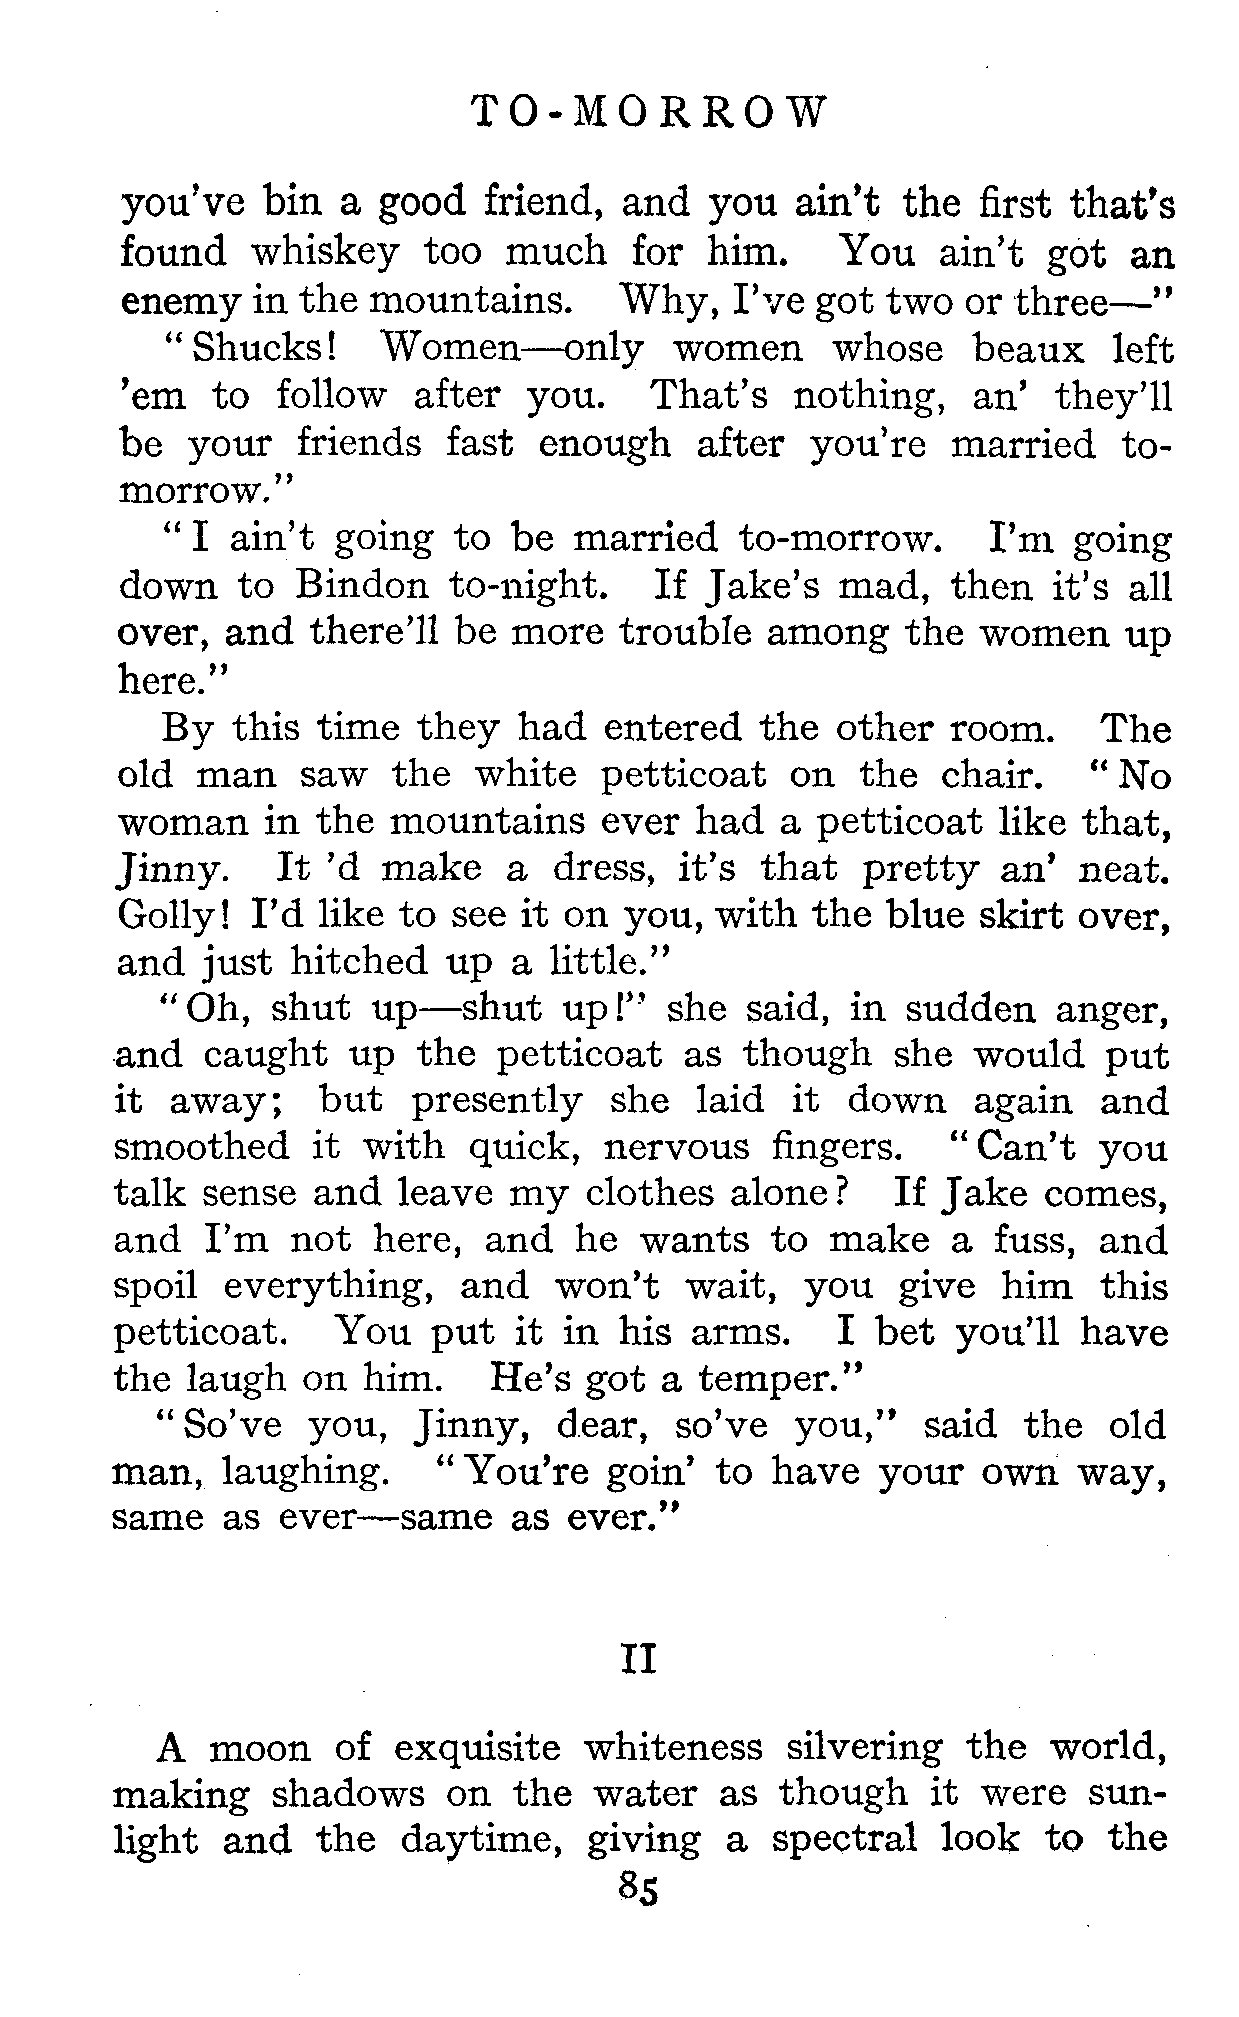 TO-MORROW
you've bin a good friend, and you ain't the first that's
found whiskey too much for him. You ain't got an
enemy in the mountains. Why, I've got two or three—"
"Shucks! Women—only women whose beaux left
'em to follow after you. That's nothing, an' they'll
be your friends fast enough after you're married to-
morrow."
"I ain't going to be married to-morrow. I'm going
down to Bindon to-night. If Jake's mad, then it's all
over, and there'll be more trouble among the women up
here."
By this time they had entered the other room. The
old man saw the white petticoat on the chair. "No
woman in the mountains ever had a petticoat like that,
Jinny. It 'd make a dress, it's that pretty an' neat.
Golly! I'd like to see it on you, with the blue skirt over,
and just hitched up a little."
"Oh, shut up—shut up!" she said, in sudden anger,
and caught up the petticoat as though she would put
it away; but presently she laid it down again and
smoothed it with quick, nervous fingers. "Can't you
talk sense and leave my clothes alone? If Jake comes,
and I'm not here, and he wants to make a fuss, and
spoil everything, and won't wait, you give him this
petticoat. You put it in his arms. I bet you'll have
the laugh on him. He's got a temper."
"So've you, Jinny, dear, so've you," said the old
man, laughing. "You're goin' to have your own way,
same as ever—same as ever."
II
A moon of exquisite whiteness silvering the world,
making shadows on the water as though it were sun-
light and the daytime, giving a spectral look to the
85